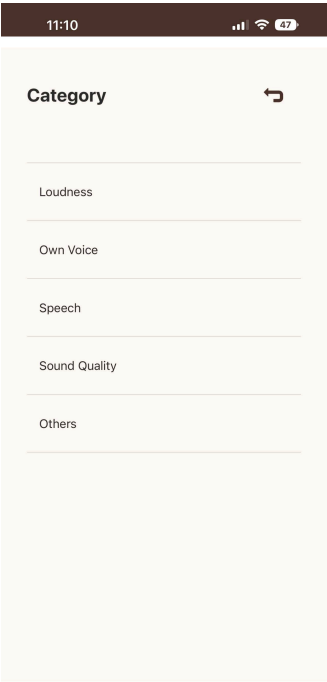 11:10
47
Category
Loudness
Own Voice
Speech
Sound Quality
Others